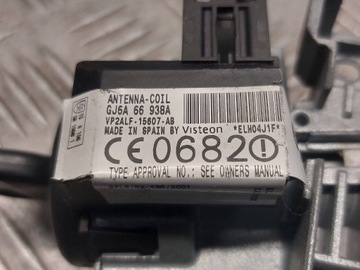 ANTENNA-COIL
GJ6A 66 938A
VP2ALF-15607-AB
MADE IN SPAIN BY Visteon *ELH04J1F*
CE 0682
TYPE APPROVAL NO.: SEE OWNERS MANUAL